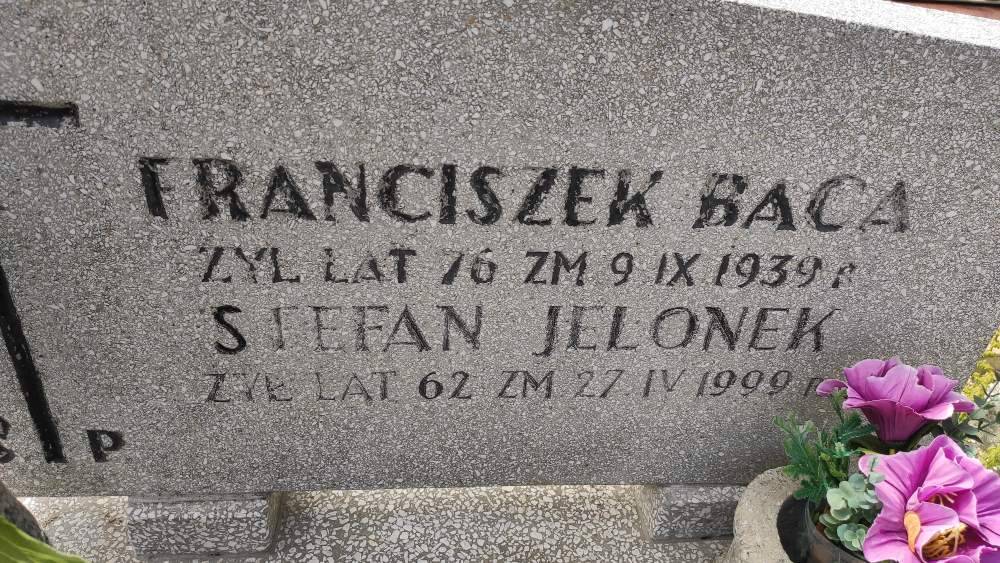 FRANCISZEK BACA
ŻYŁ LAT 76 ZM 9 IX 1939 R
STEFAN JELONEK
ŻYŁ LAT 62 ZM 27 IV 1999 R
Ś P